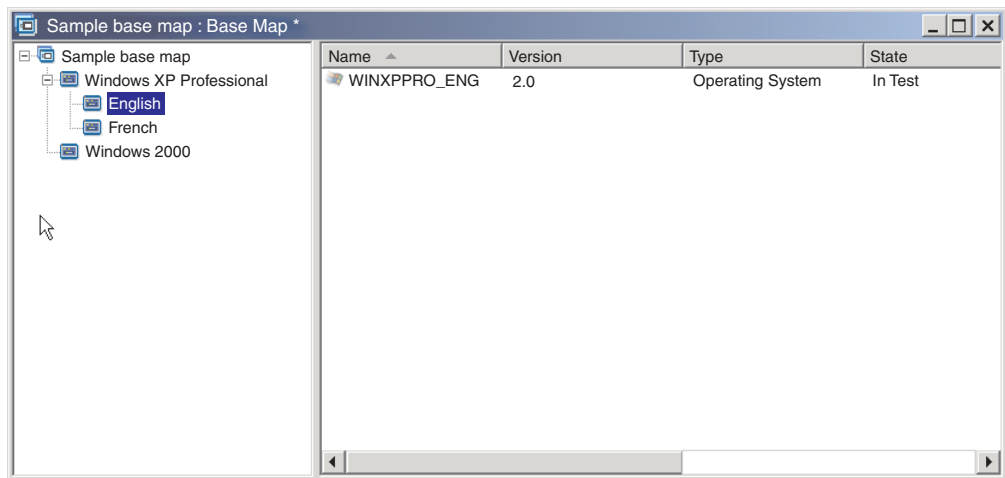 Sample base map : Base Map *
Sample base map
Windows XP Professional
English
French
Windows 2000
Name Version Type State
WINXPPRO_ENG 2.0 Operating System In Test